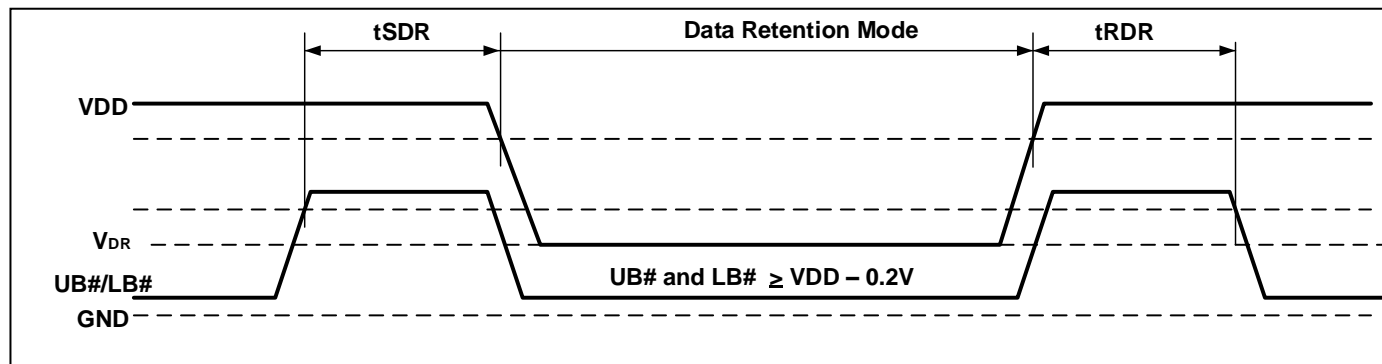 tSDR
Data Retention Mode
tRDR
VDD
VDR
UB#/LB#
UB# and LB# ≥ VDD – 0.2V
GND